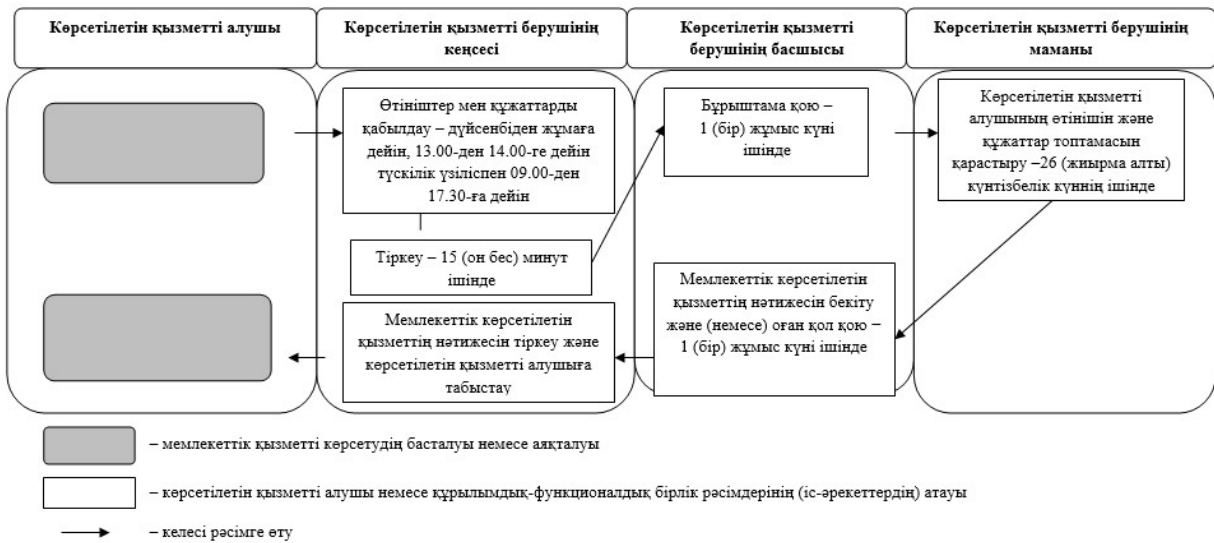 Көрсетілетін қызметті алушы
Көрсетілетін қызметті берушінің
кеңсесі
Көрсетілетін қызметті
берушінің басшысы
Көрсетілетін қызметті берушінің
маманы
Өтініштер мен құжаттарды
қабылдау – дүйсенбіден жұмаға
дейін, 13.00-ден 14.00-ге дейін
түскілік үзіліспен 09.00-ден
17.30-ға дейін
Тіркеу – 15 (он бес) минут
ішінде
Бұрыштама қою –
1 (бір) жұмыс күні
ішінде
Көрсетілетін қызметті
алушының өтінішін және
құжаттар топтамасын
қарастыру –26 (жиырма алты)
күнтізбелік күннің ішінде
Мемлекеттік көрсетілетін
қызметтің нәтижесін бекіту
және (немесе) оған қол қою –
1 (бір) жұмыс күні ішінде
Мемлекеттік көрсетілетін
қызметтің нәтижесін тіркеу және
көрсетілетін қызметті алушыға
табыстау
– мемлекеттік қызметті көрсетудің басталуы немесе аяқталуы
– көрсетілетін қызметті алушы немесе құрылымдық-функционалдық бірлік рәсімдерінің (іс-әрекеттердің) атауы
– келесі рәсімге өту